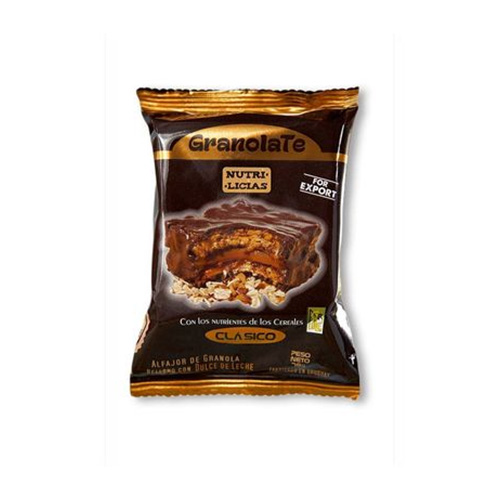 GranolaTe
NUTRI
·LICIAS
FOR
EXPORT
CON LOS NUTRIENTES DE LOS CEREALES
CLÁSICO
ALFAJOR DE GRANOLA
RELLENO CON DULCE DE LECHE
PESO
NETO